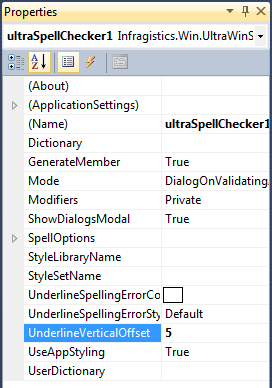 Properties
ultraSpellChecker1 Infragistics.Win.UltraWinS
(About)
(ApplicationSettings)
(Name) ultraSpellChecker1
Dictionary
GenerateMember True
Mode DialogOnValidating.
Modifiers Private
ShowDialogsModal True
SpellOptions
StyleLibraryName
StyleSetName
UnderlineSpellingErrorCo
UnderlineSpellingErrorSty Default
UnderlineVerticalOffset 5
UseAppStyling True
UserDictionary